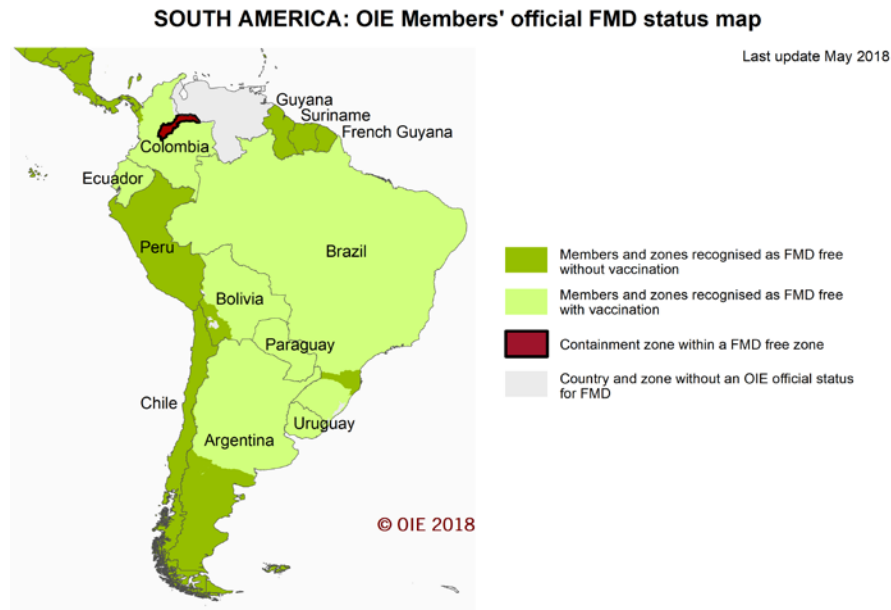 SOUTH AMERICA: OIE Members' official FMD status map
Last update May 2018
Guyana
Suriname
French Guyana
Colombia
Ecuador
Peru
Brazil
Bolivia
Paraguay
Chile
Uruguay
Argentina
© OIE 2018
Members and zones recognised as FMD free
without vaccination
Members and zones recognised as FMD free
with vaccination
Containment zone within a FMD free zone
Country and zone without an OIE official status
for FMD